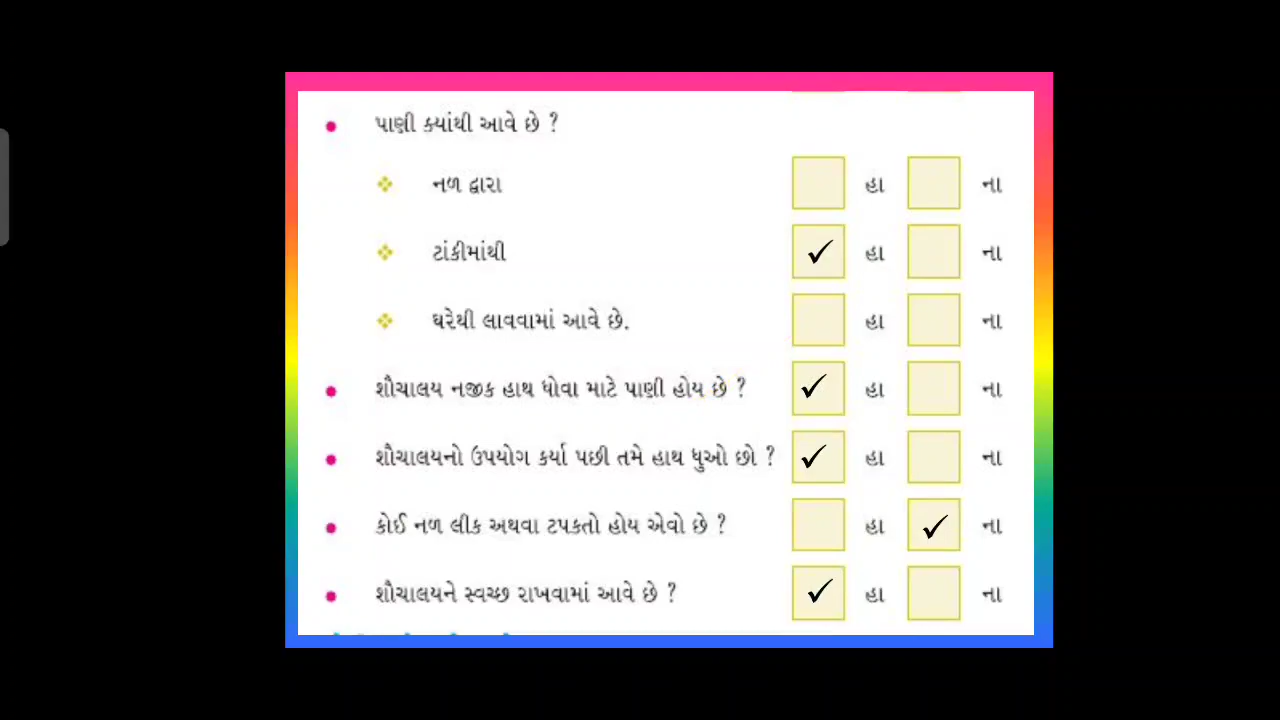 • પાણી ક્યાંથી આવે છે ?
❖ નળ દ્વારા હા ના
❖ ટાંકીમાંથી ✓ હા ના
❖ ઘરેથી લાવવામાં આવે છે. હા ના
• શૌચાલય નજીક હાથ ધોવા માટે પાણી હોય છે ? ✓ હા ના
• શૌચાલયનો ઉપયોગ કર્યા પછી તમે હાથ ધુઓ છો ? ✓ હા ના
• કોઈ નળ લીક અથવા ટપકતો હોય એવો છે ? હા ✓ ના
• શૌચાલયને સ્વચ્છ રાખવામાં આવે છે ? ✓ હા ના